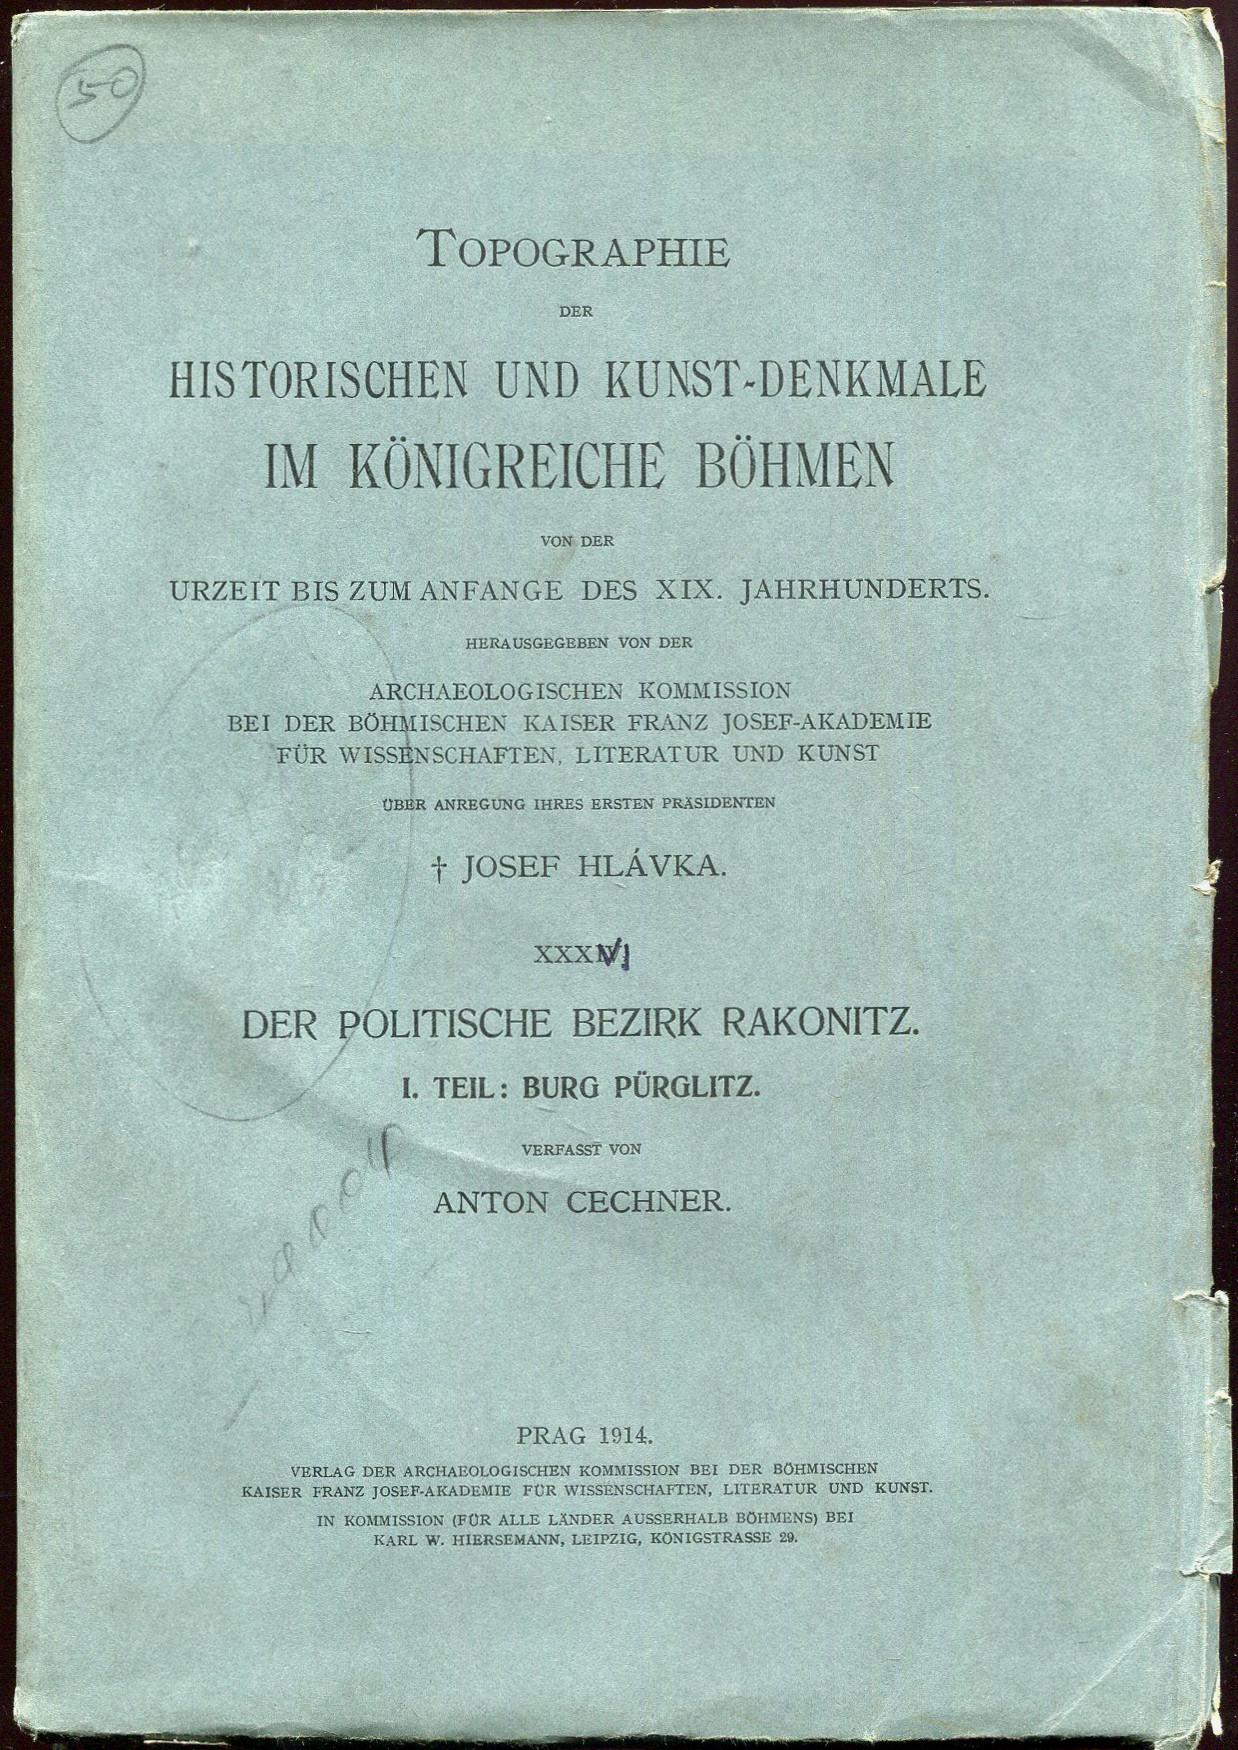 50
TOPOGRAPHIE
DER
HISTORISCHEN UND KUNST-DENKMALE
IM KÖNIGREICHE BÖHMEN
VON DER
URZEIT BIS ZUM ANFANGE DES XIX. JAHRHUNDERTS.
HERAUSGEGEBEN VON DER
ARCHAEOLOGISCHEN KOMMISSION
BEI DER BÖHMISCHEN KAISER FRANZ JOSEF-AKADEMIE
FÜR WISSENSCHAFTEN, LITERATUR UND KUNST
ÜBER ANREGUNG IHRES ERSTEN PRÄSIDENTEN
† JOSEF HLÁVKA.
DER POLITISCHE BEZIRK RAKONITZ.
I. TEIL: BURG PÜRGLITZ.
VERFASST VON
ANTON CECHNER.
PRAG 1914.
VERLAG DER ARCHAEOLOGISCHEN KOMMISSION BEI DER BÖHMISCHEN
KAISER FRANZ JOSEF-AKADEMIE FÜR WISSENSCHAFTEN, LITERATUR UND KUNST.
IN KOMMISSION (FÜR ALLE LÄNDER AUSSERHALB BÖHMENS) BEI
KARL W. HIERSEMANN, LEIPZIG, KÖNIGSTRASSE 29.